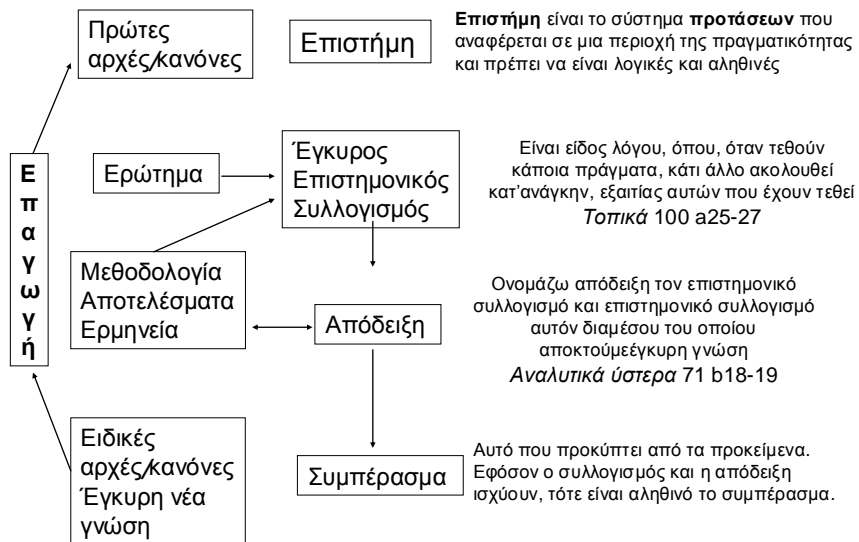 Πρώτες
αρχές/κανόνες
Επιστήμη
Επιστήμη είναι το σύστημα προτάσεων που
αναφέρεται σε μια περιοχή της πραγματικότητας
και πρέπει να είναι λογικές και αληθινές
Επαγωγή
Ερώτημα
Έγκυρος
Επιστημονικός
Συλλογισμός
Είναι είδος λόγου, όπου, όταν τεθούν
κάποια πράγματα, κάτι άλλο ακολουθεί
κατ'ανάγκην, εξαιτίας αυτών που έχουν τεθεί
Τοπικά 100 a25-27
Μεθοδολογία
Αποτελέσματα
Ερμηνεία
Απόδειξη
Ονομάζω απόδειξη τον επιστημονικό
συλλογισμό και επιστημονικό συλλογισμό
αυτόν διαμέσου του οποίου
αποκτούμεέγκυρη γνώση
Αναλυτικά ύστερα 71 b18-19
Ειδικές
αρχές/κανόνες
Έγκυρη νέα
γνώση
Συμπέρασμα
Αυτό που προκύπτει από τα προκείμενα.
Εφόσον ο συλλογισμός και η απόδειξη
ισχύουν, τότε είναι αληθινό το συμπέρασμα.